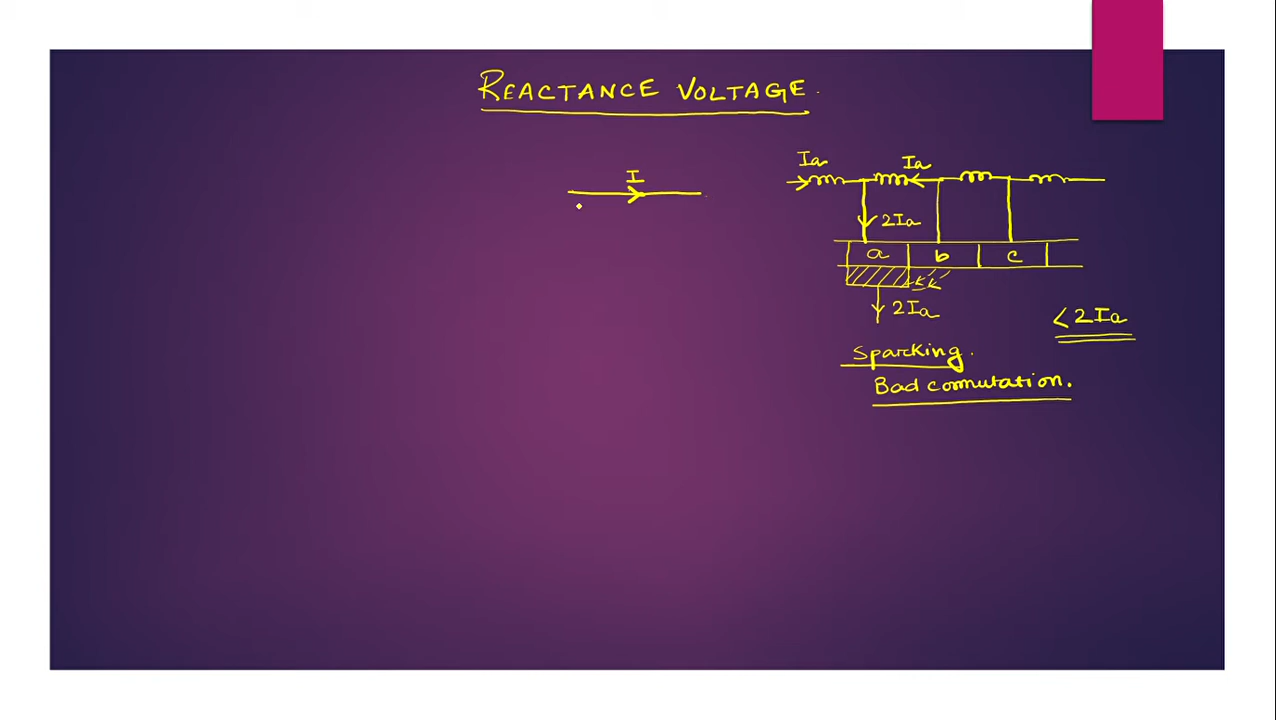 REACTANCE VOLTAGE.
I
Ia Ia
2Ia
a b c
2Ia
<2Ia
Sparking.
Bad commutation.